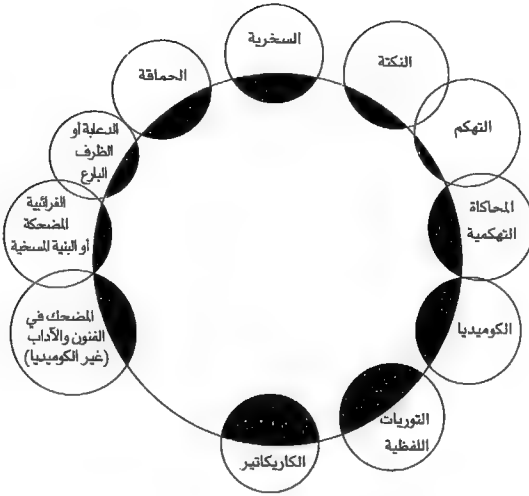 السخرية
النكتة
التهكم
المحاكاة
التهكمية
الكوميديا
التوريات
اللفظية
الكاريكاتير
المضحك في
الفنون والآداب
(غير الكوميديا)
الغرائبية
المضحكة
أو البنية المسخية
الدعابة أو
الظرف
البارع
الحماقة